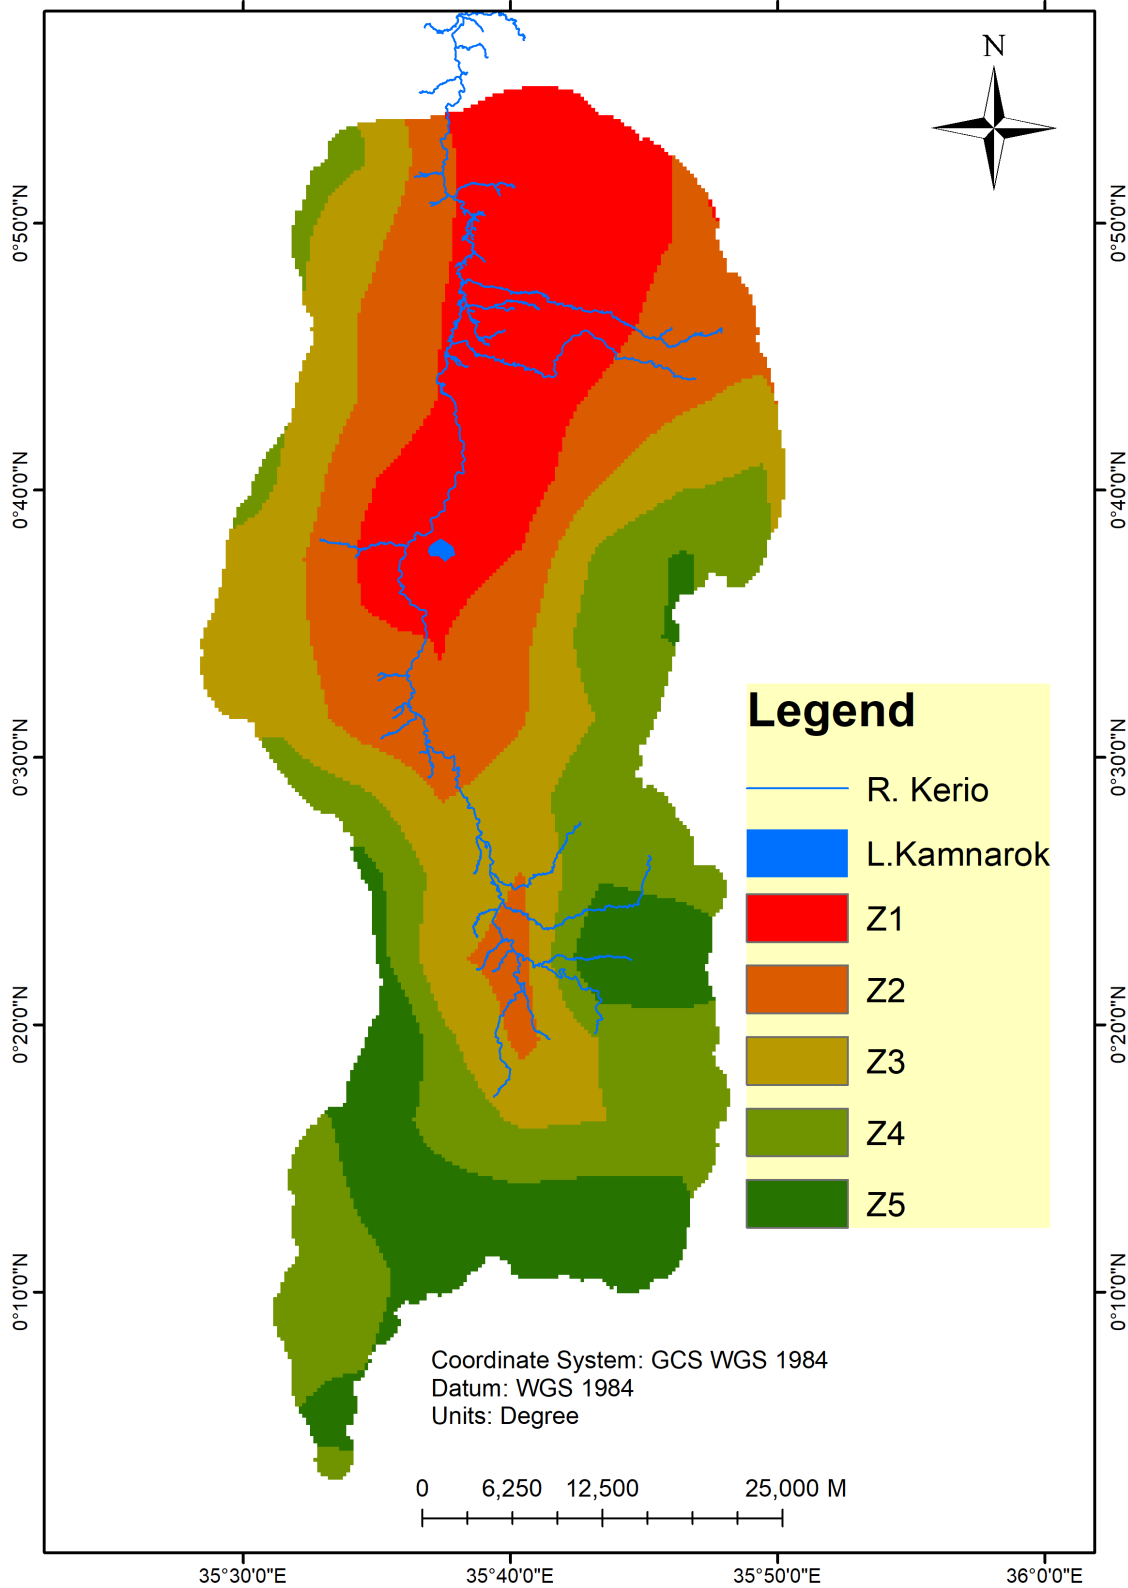 N
0°50'0"N
0°50'0"N
0°40'0"N
0°40'0"N
0°30'0"N
0°30'0"N
0°20'0"N
0°20'0"N
0°10'0"N
0°10'0"N
Legend
R. Kerio
L.Kamnarok
Z1
Z2
Z3
Z4
Z5
Coordinate System: GCS WGS 1984
Datum: WGS 1984
Units: Degree
0 6,250 12,500 25,000 M
35°30'0"E 35°40'0"E 35°50'0"E 36°0'0"E